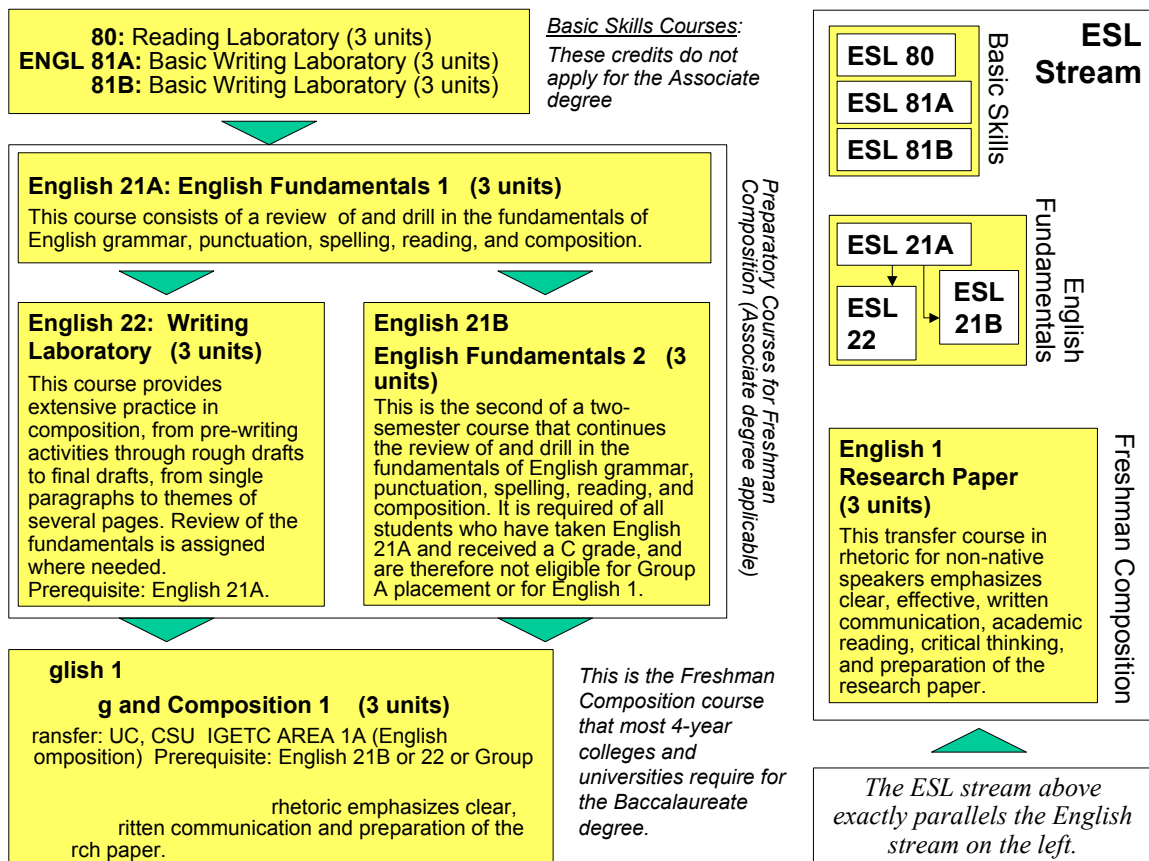 80: Reading Laboratory (3 units)
ENGL 81A: Basic Writing Laboratory (3 units)
81B: Basic Writing Laboratory (3 units)
Basic Skills Courses:
These credits do not
apply for the Associate
degree
English 21A: English Fundamentals 1 (3 units)
This course consists of a review of and drill in the fundamentals of
English grammar, punctuation, spelling, reading, and composition.
English 22: Writing
Laboratory (3 units)
This course provides
extensive practice in
composition, from pre-writing
activities through rough drafts
to final drafts, from single
paragraphs to themes of
several pages. Review of the
fundamentals is assigned
where needed.
Prerequisite: English 21A.
English 21B
English Fundamentals 2 (3
units)
This is the second of a two-
semester course that continues
the review of and drill in the
fundamentals of English grammar,
punctuation, spelling, reading, and
composition. It is required of all
students who have taken English
21A and received a C grade, and
are therefore not eligible for Group
A placement or for English 1.
Preparatory Courses for Freshman
Composition (Associate degree applicable)
glish 1
g and Composition 1 (3 units)
ransfer: UC, CSU IGETC AREA 1A (English
omposition) Prerequisite: English 21B or 22 or Group
rhetoric emphasizes clear,
ritten communication and preparation of the
rch paper.
This is the Freshman
Composition course
that most 4-year
colleges and
universities require for
the Baccalaureate
degree.
ESL
Stream
ESL 80
ESL 81A
ESL 81B
Basic Skills
ESL 21A
ESL
22
ESL
21B
English
Fundamentals
English 1
Research Paper
(3 units)
This transfer course in
rhetoric for non-native
speakers emphasizes
clear, effective, written
communication, academic
reading, critical thinking,
and preparation of the
research paper.
Freshman Composition
The ESL stream above
exactly parallels the English
stream on the left.